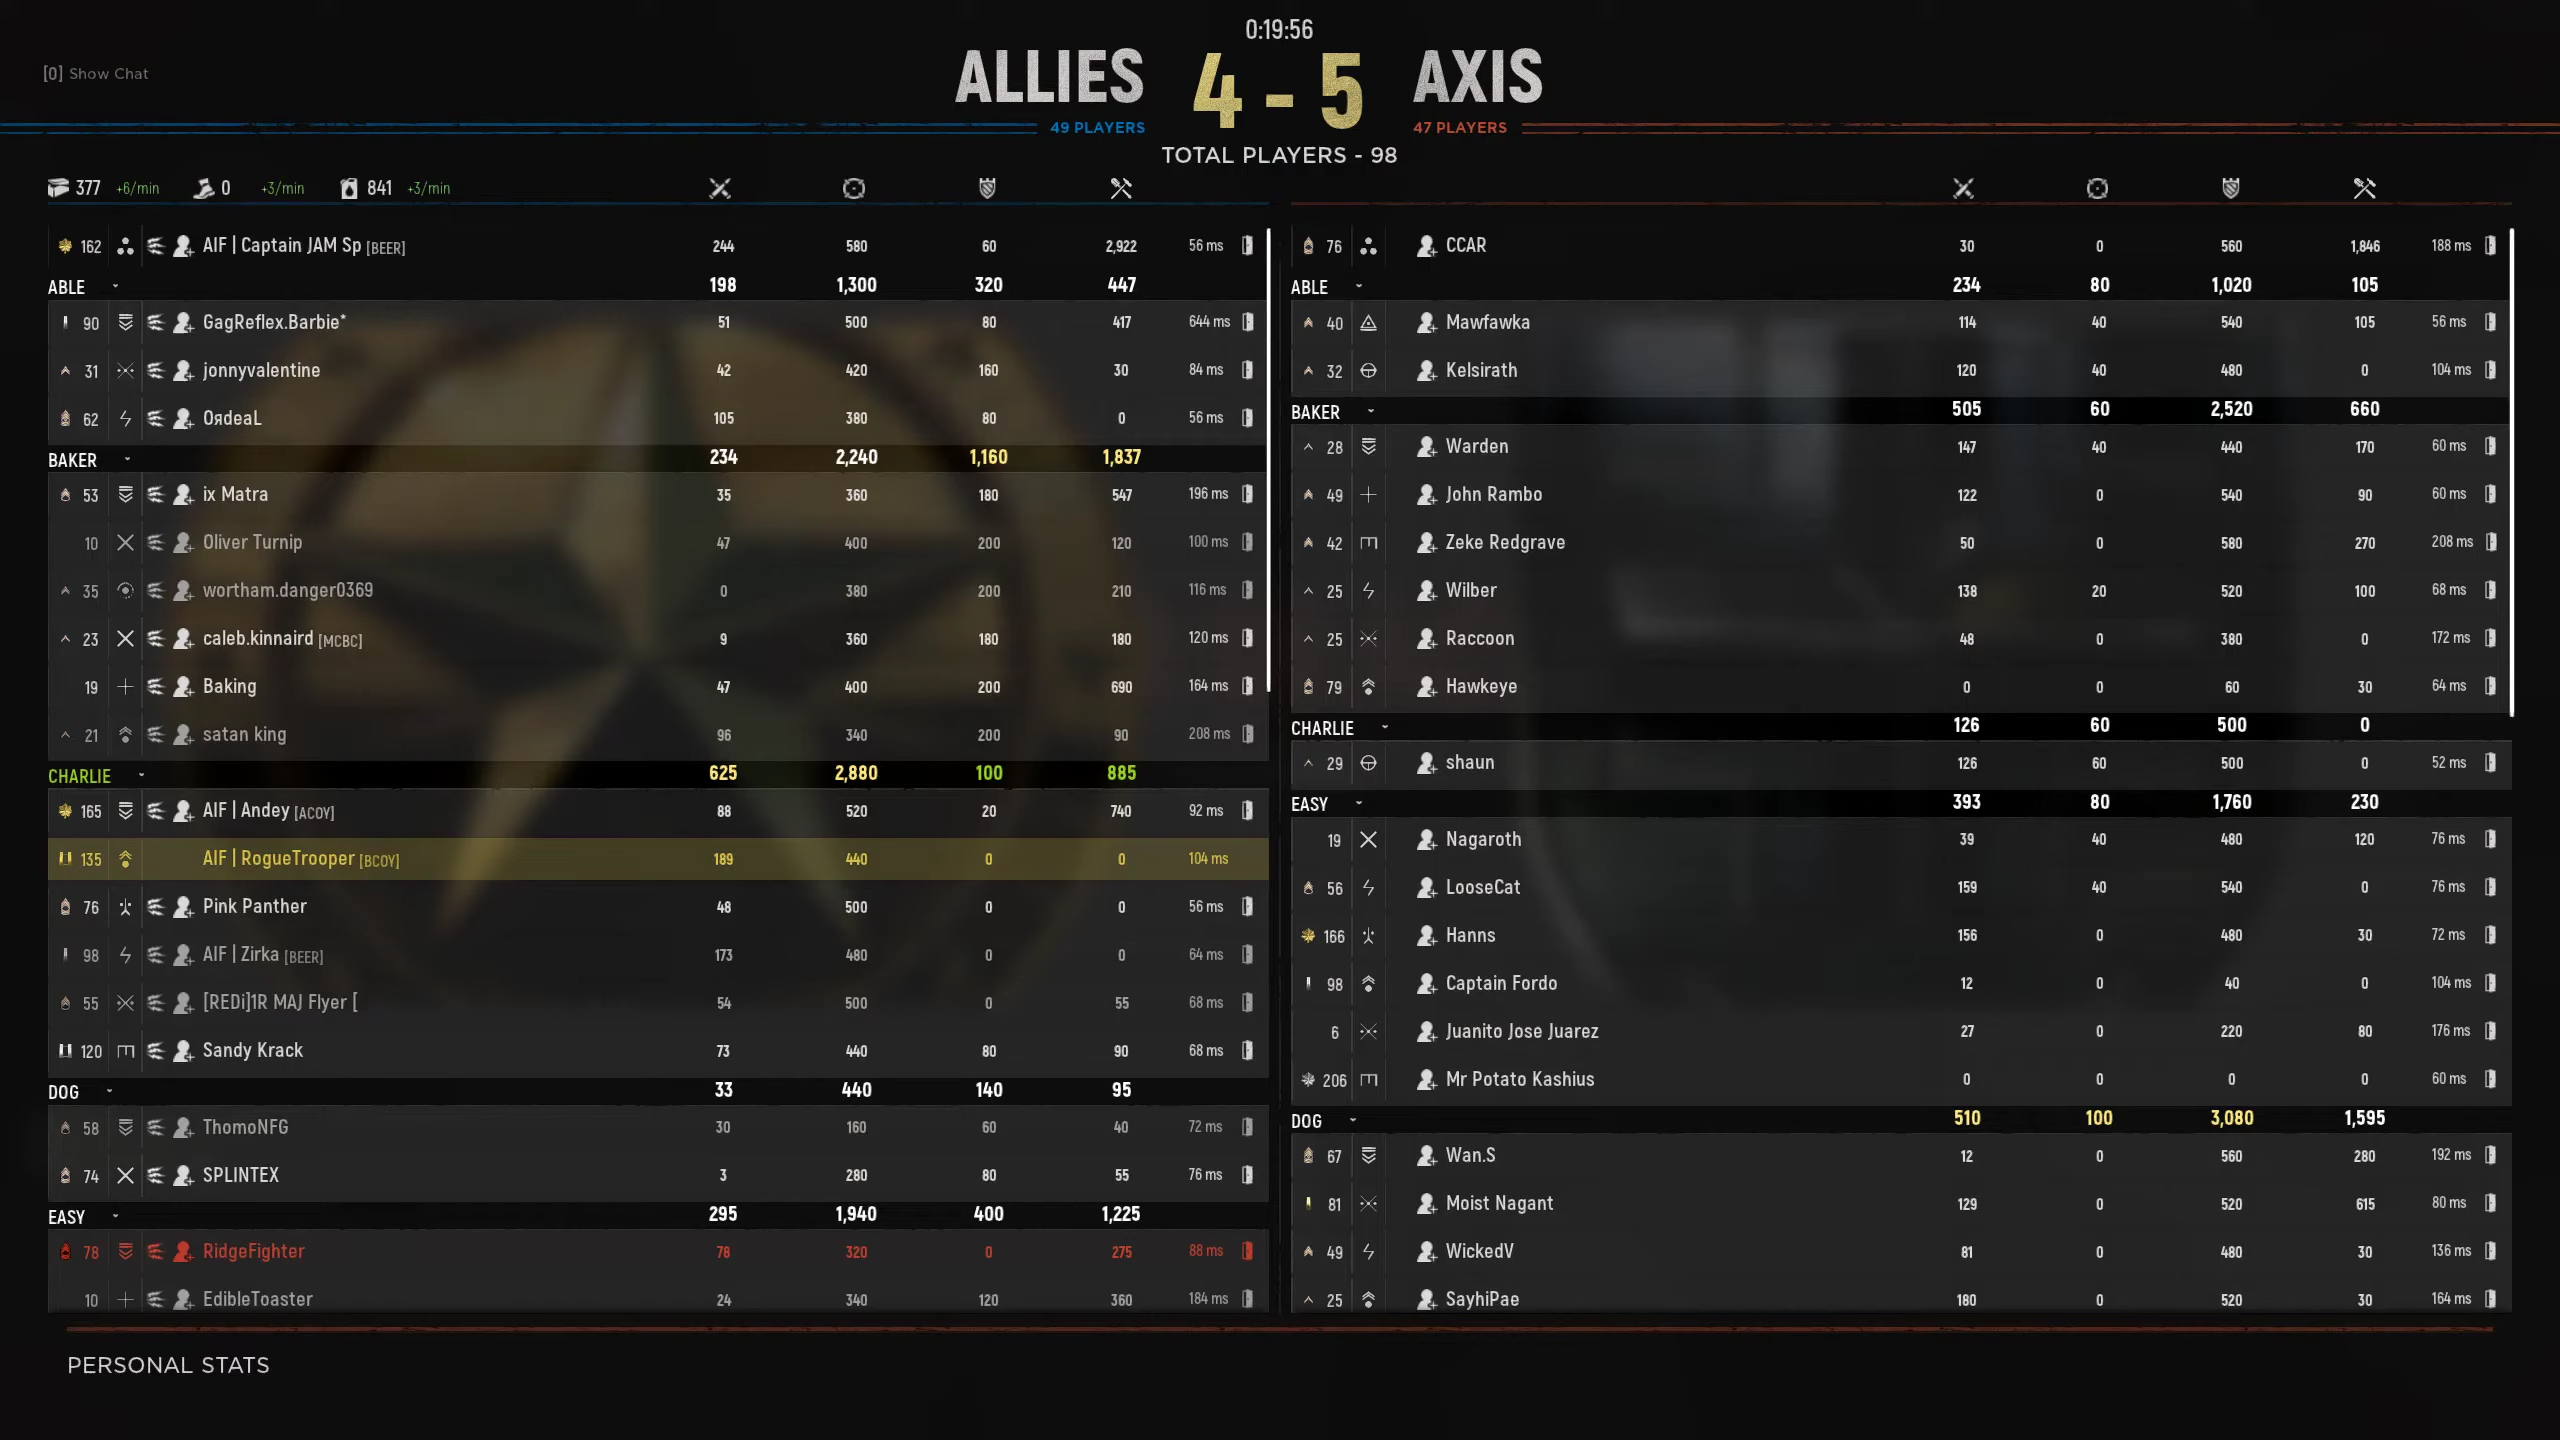 0:19:56
[O] Show Chat
ALLIES 4 - 5 AXIS
49 PLAYERS 47 PLAYERS
TOTAL PLAYERS - 98
377 +6/min 0 +3/min 841 +3/min
162 AIF | Captain JAM Sp [BEER] 244 580 60 2,922 56 ms
ABLE 198 1,300 320 447
90 GagReflex.Barbie* 51 500 80 417 644 ms
31 jonnyvalentine 42 420 160 30 84 ms
62 OяdeaL 105 380 80 0 56 ms
BAKER 234 2,240 1,160 1,837
53 ix Matra 35 360 180 547 196 ms
10 Oliver Turnip 47 400 200 120 100 ms
35 wortham.danger0369 0 380 200 210 116 ms
23 caleb.kinnaird [MCBC] 9 360 180 180 120 ms
19 Baking 47 400 200 690 164 ms
21 satan king 96 340 200 90 208 ms
CHARLIE 625 2,880 100 885
165 AIF | Andey [ACOY] 88 520 20 740 92 ms
135 AIF | RogueTrooper [BCOY] 189 440 0 0 104 ms
76 Pink Panther 48 500 0 0 56 ms
98 AIF | Zirka [BEER] 173 480 0 0 64 ms
55 [REDi]1R MAJ Flyer [ 54 500 0 55 68 ms
120 Sandy Krack 73 440 80 90 68 ms
DOG 33 440 140 95
58 ThomoNFG 30 160 60 40 72 ms
74 SPLINTEX 3 280 80 55 76 ms
EASY 295 1,940 400 1,225
78 RidgeFighter 78 320 0 275 88 ms
10 EdibleToaster 24 340 120 360 184 ms
76 CCAR 30 0 560 1,846 188 ms
ABLE 234 80 1,020 105
40 Mawfawka 114 40 540 105 56 ms
32 Kelsirath 120 40 480 0 104 ms
BAKER 505 60 2,520 660
28 Warden 147 40 440 170 60 ms
49 John Rambo 122 0 540 90 60 ms
42 Zeke Redgrave 50 0 580 270 208 ms
25 Wilber 138 20 520 100 68 ms
25 Raccoon 48 0 380 0 172 ms
79 Hawkeye 0 0 60 30 64 ms
CHARLIE 126 60 500 0
29 shaun 126 60 500 0 52 ms
EASY 393 80 1,760 230
19 Nagaroth 39 40 480 120 76 ms
56 LooseCat 159 40 540 0 76 ms
166 Hanns 156 0 480 30 72 ms
98 Captain Fordo 12 0 40 0 104 ms
6 Juanito Jose Juarez 27 0 220 80 176 ms
206 Mr Potato Kashius 0 0 0 0 60 ms
DOG 510 100 3,080 1,595
67 Wan.S 12 0 560 280 192 ms
81 Moist Nagant 129 0 520 615 80 ms
49 WickedV 81 0 480 30 136 ms
25 SayhiPae 180 0 520 30 164 ms
PERSONAL STATS